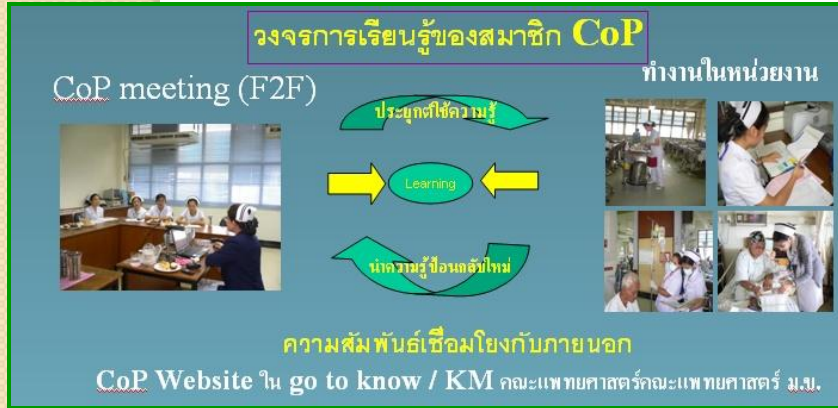 วงจรการเรียนรู้ของสมาชิก CoP
CoP meeting (F2F)
ทำงานในหน่วยงาน
ประยุกต์ใช้ความรู้
Learning
นำความรู้ป้อนกลับใหม่
ความสัมพันธ์เชื่อมโยงกับภายนอก
CoP Website ใน go to know / KM คณะแพทยศาสตร์คณะแพทยศาสตร์ ม.ข.